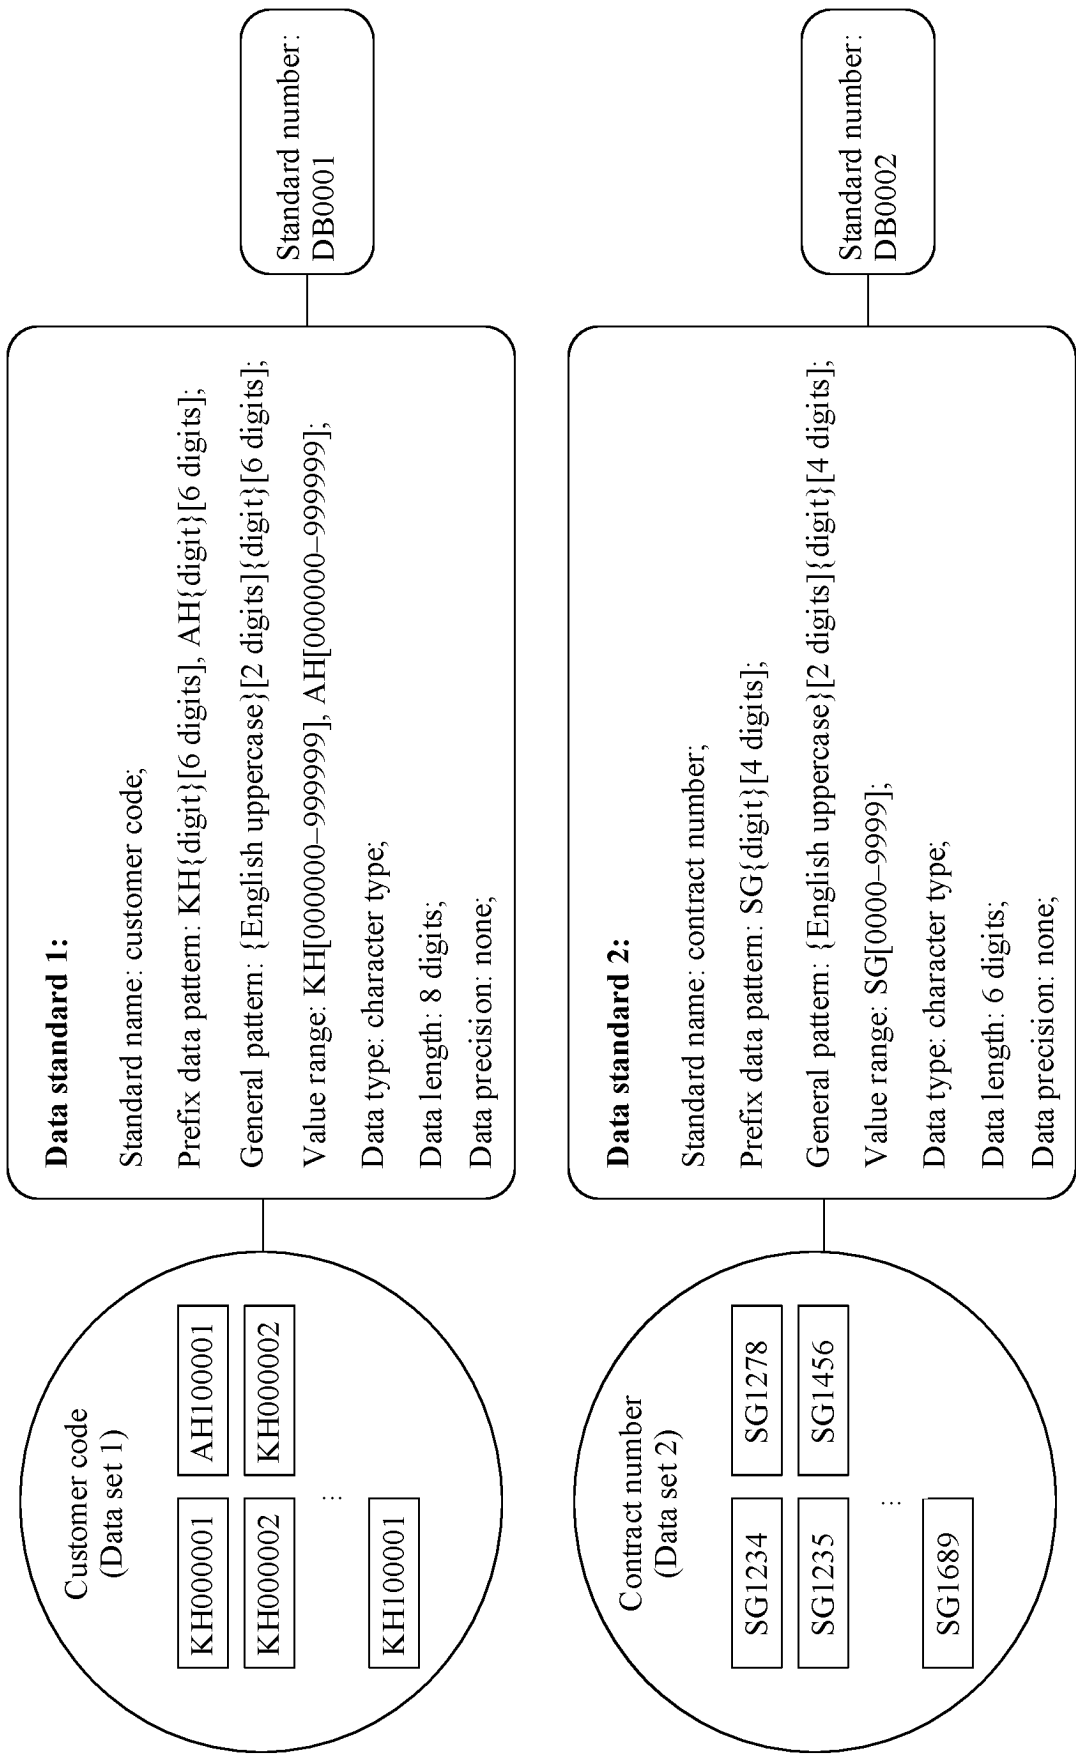 Customer code
(Data set 1)
KH000001
AH100001
KH000002
KH000002
...
KH100001
Data standard 1:
Standard name: customer code;
Prefix data pattern: KH{digit}[6 digits], AH{digit}[6 digits];
General pattern: {English uppercase}[2 digits]{digit}[6 digits];
Value range: KH[000000–999999], AH[000000–999999];
Data type: character type;
Data length: 8 digits;
Data precision: none;
Standard number:
DB0001
Contract number
(Data set 2)
SG1234
SG1278
SG1235
SG1456
...
SG1689
Data standard 2:
Standard name: contract number;
Prefix data pattern: SG{digit}[4 digits];
General pattern: {English uppercase}[2 digits]{digit}[4 digits];
Value range: SG[0000–9999];
Data type: character type;
Data length: 6 digits;
Data precision: none;
Standard number:
DB0002